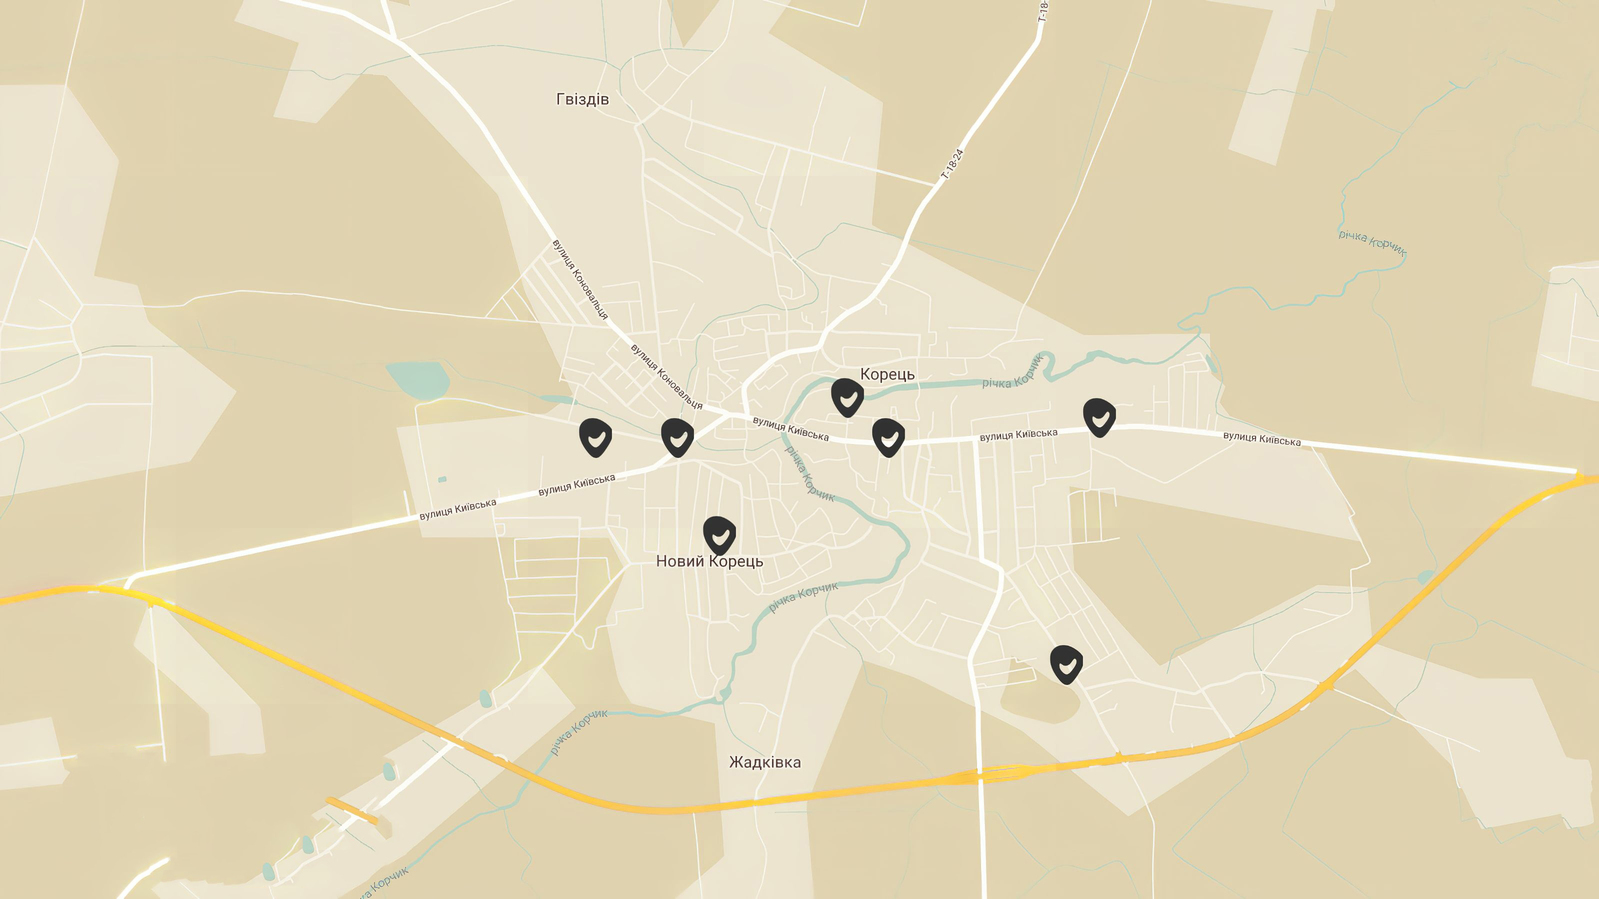 Т-18-
Гвіздів
Т-18-24
річка Корчик
вулиця Коновальця
вулиця Коновальця
річка Корчик
Корець
вулиця Київська
вулиця Київська
вулиця Київська
річка Корчик
вулиця Київська
вулиця Київська
Новий Корець
річка Корчик
річка Корчик
Жадківка
ка Корчик